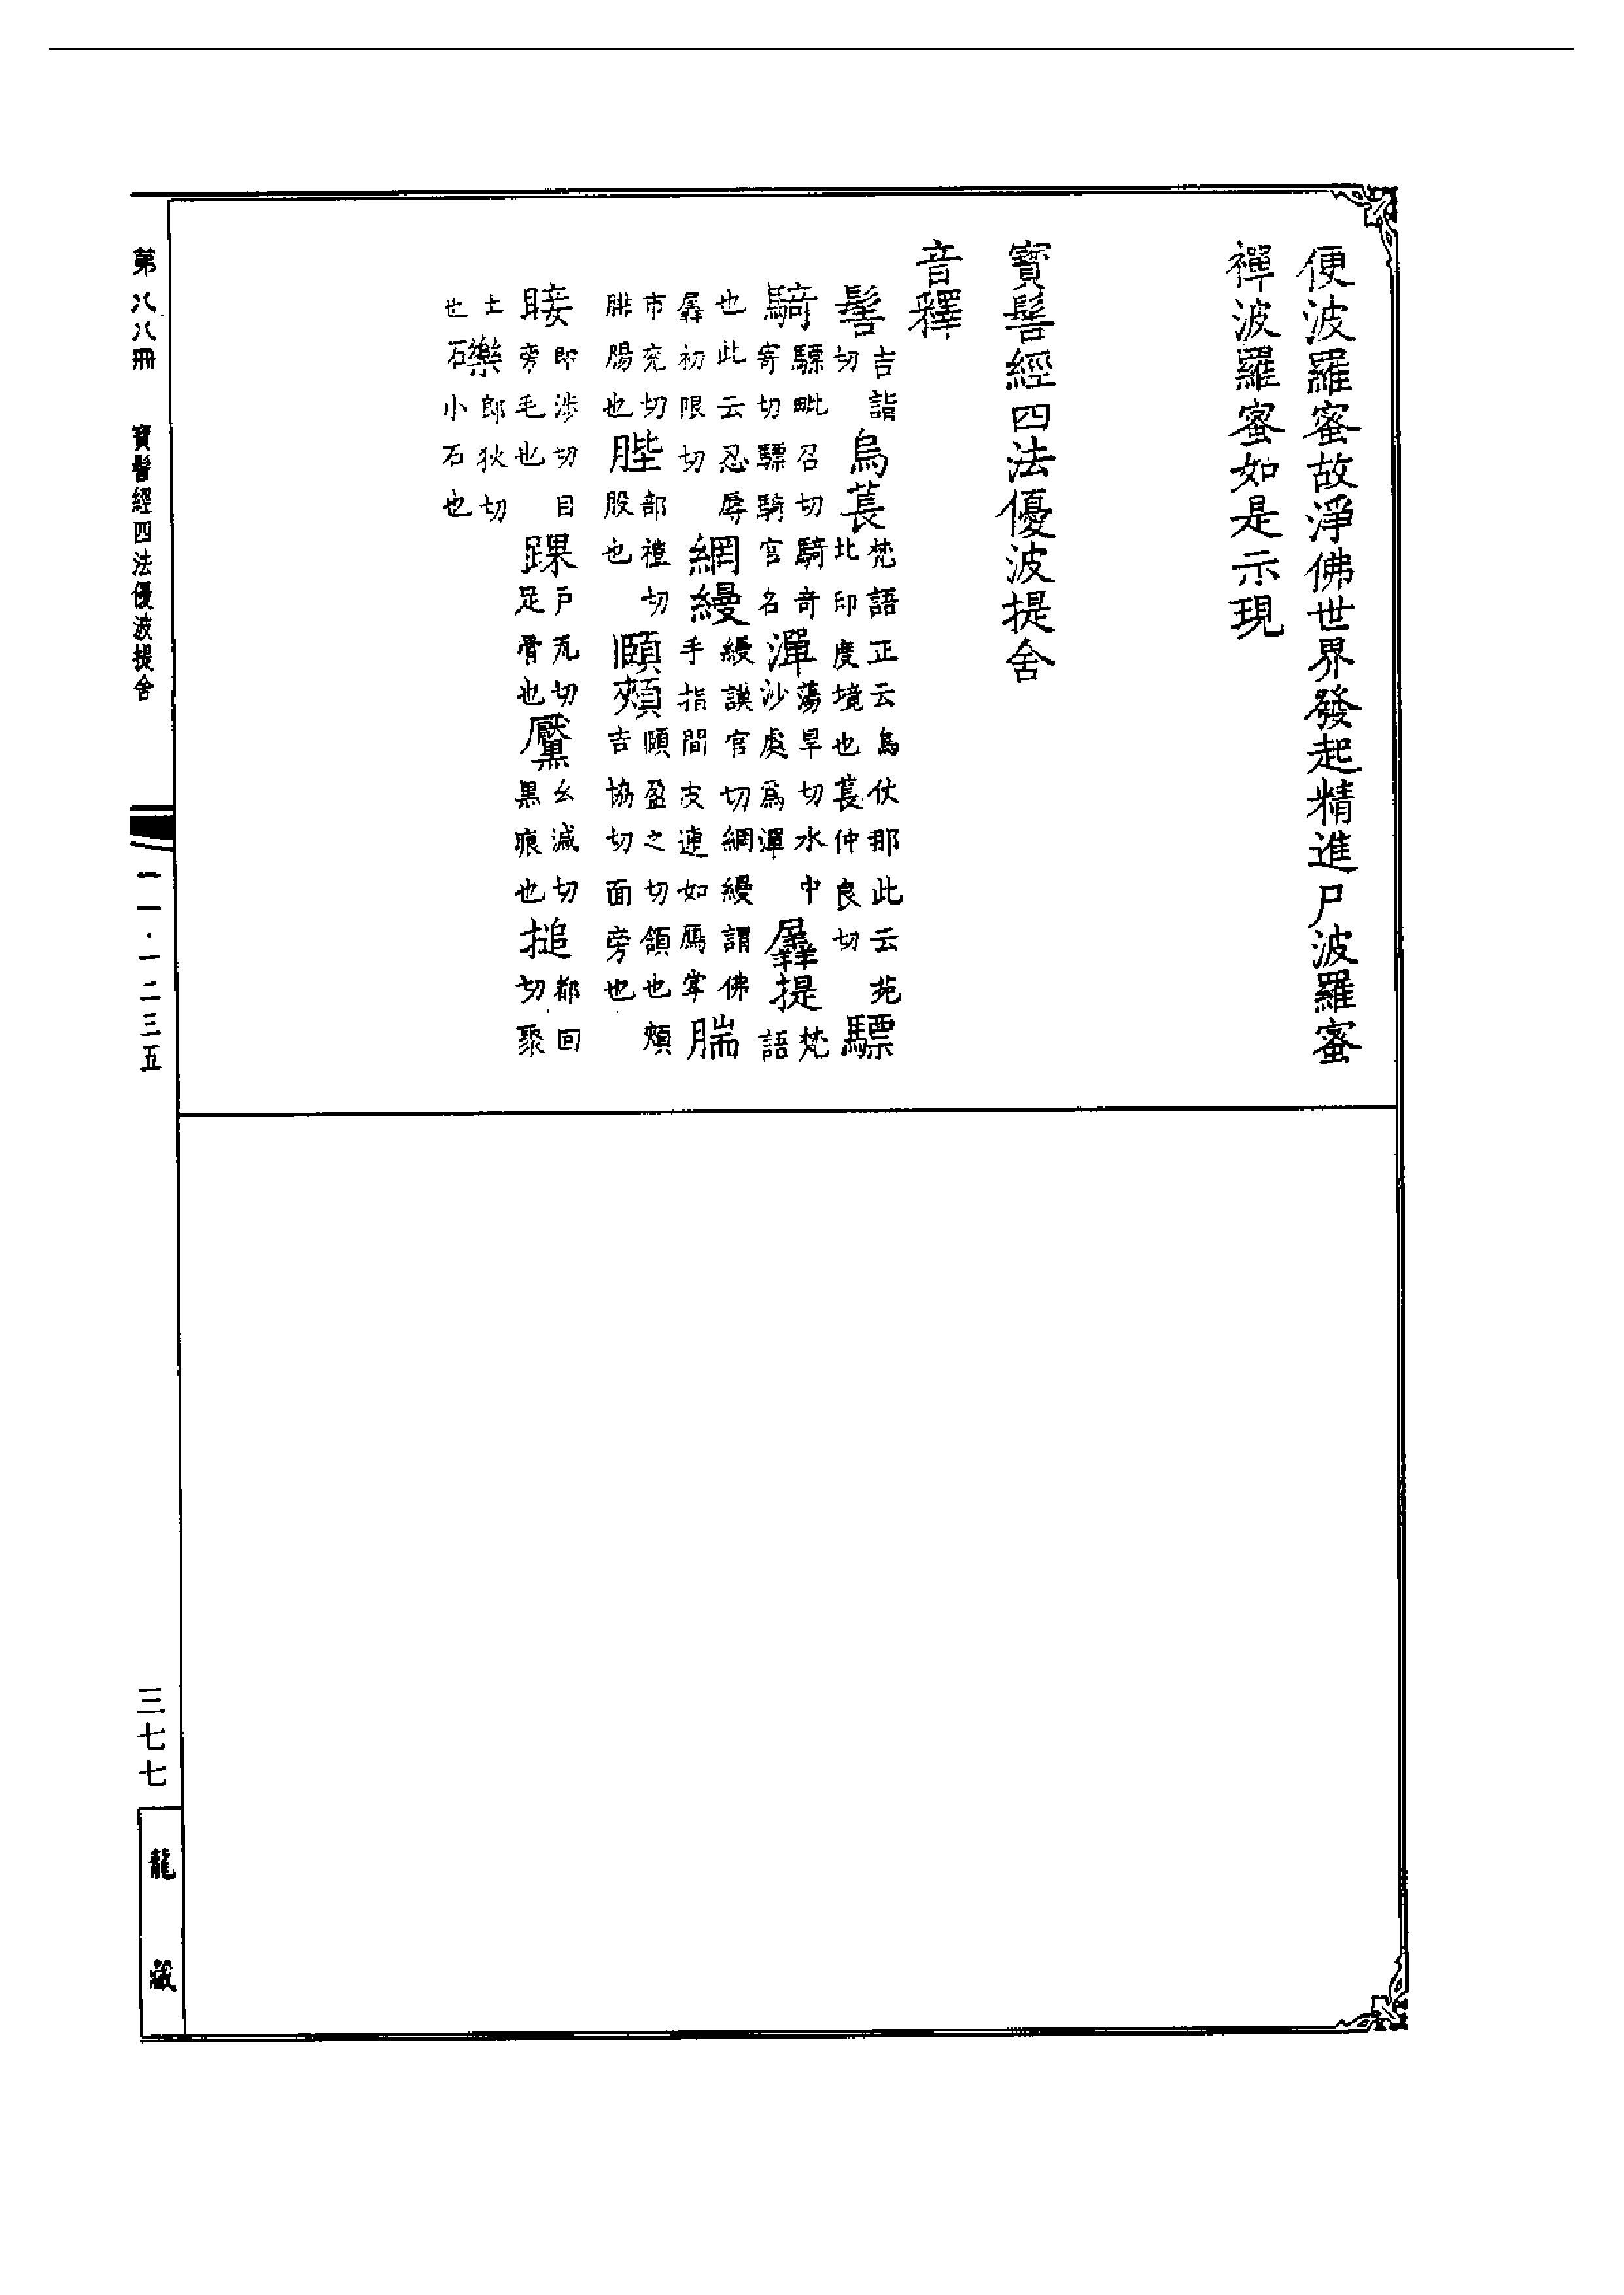 便波羅蜜故淨佛世界發起精進尸波羅蜜
禪波羅蜜如是示現
寶髻經四法優波提舍
音釋
髻吉詣切烏萇梵語正云烏仗那此云苑北印度境也萇仲良切驃
騎驃毗召切騎奇寄切驃騎官名潬蕩旱切水中沙處爲潬羼提梵語
也此云忍辱羼初限切網縵縵謨官切網縵謂佛手指間皮連如鴈掌腨
市兗切腓腸也䏶部禮切股也頤頰頤盈之切頷也頰吉協切面旁也
睫即涉切目旁毛也踝戶瓦切足骨也黶幺減切黑痕也搥都回切聚
土也礫郎狄切小石也
第八八冊
寶髻經四法優波提舍
一一·一二三五
三七七
龍藏